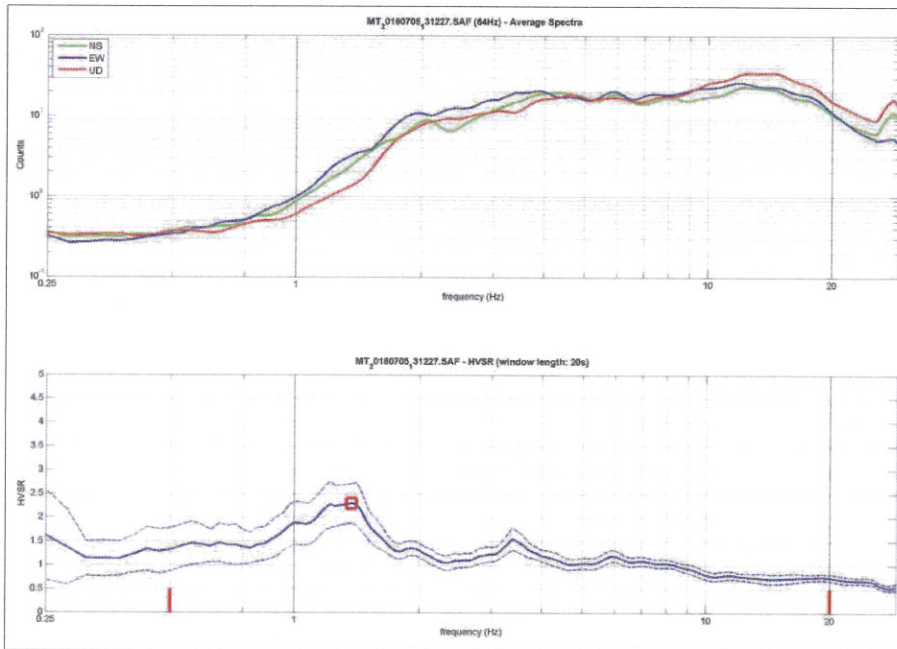 MT_20180705_131227.SAF (64Hz) - Average Spectra
NS
EW
UD
Counts
0.25
1
10
20
frequency (Hz)
MT_20180705_131227.SAF - HVSR (window length: 20s)
HVSR
5
4.5
4
3.5
3
2.5
2
1.5
1
0.5
0
0.25
1
10
20
frequency (Hz)